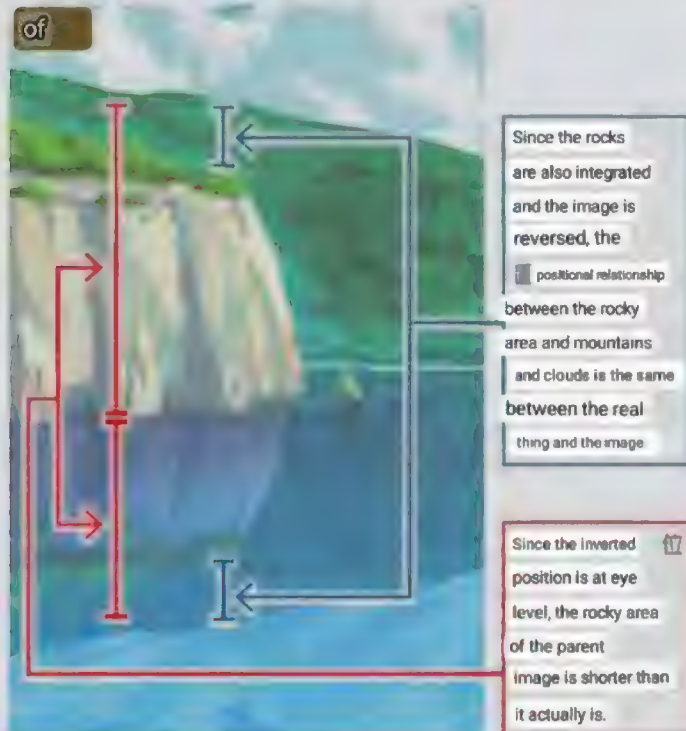 of
Since the rocks
are also integrated
and the image is
reversed, the
positional relationship
between the rocky
area and mountains
and clouds is the same
between the real
thing and the image
Since the inverted
position is at eye
level, the rocky area
of the parent
image is shorter than
it actually is.